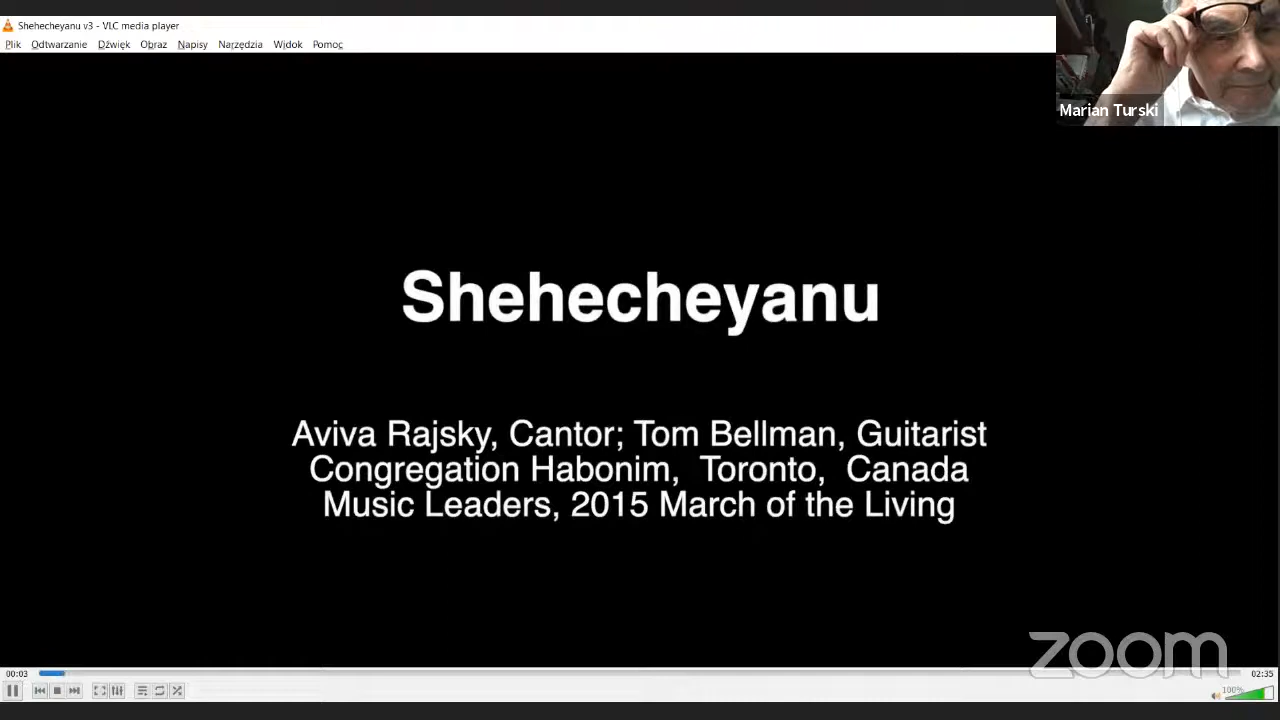 Shehecheyanu v3 - VLC media player
Plik Odtwarzanie Dźwięk Obraz Napisy Narzędzia Widok Pomoc
Marian Turski
Shehecheyanu
Aviva Rajsky, Cantor; Tom Bellman, Guitarist
Congregation Habonim, Toronto, Canada
Music Leaders, 2015 March of the Living
zoom
00:03 02:35
100%